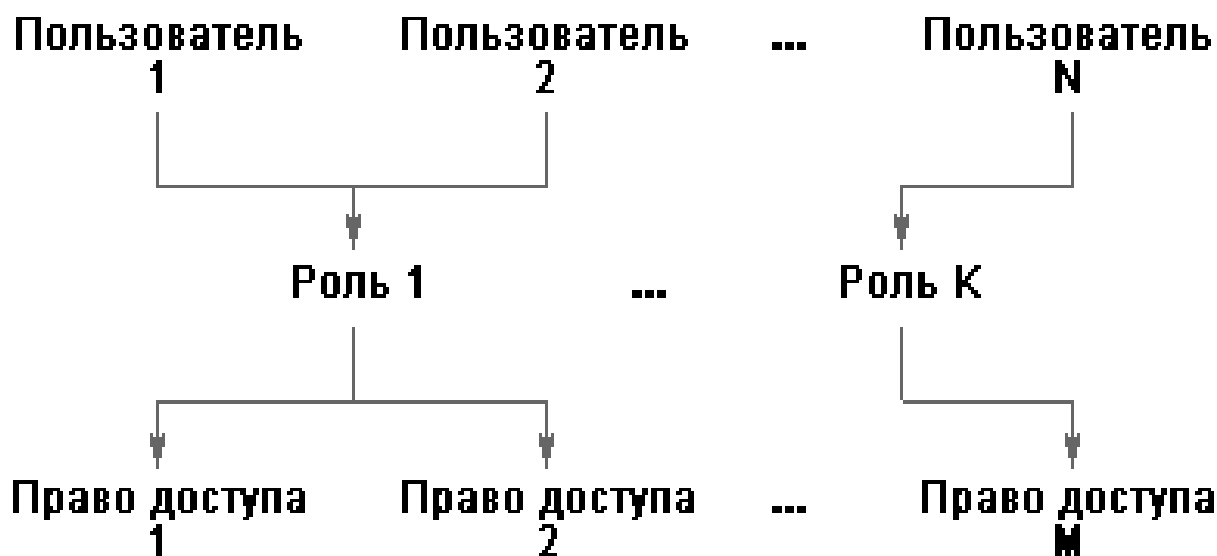 Пользователь 1
Пользователь 2
...
Пользователь N
Роль 1
...
Роль K
Право доступа 1
Право доступа 2
...
Право доступа M